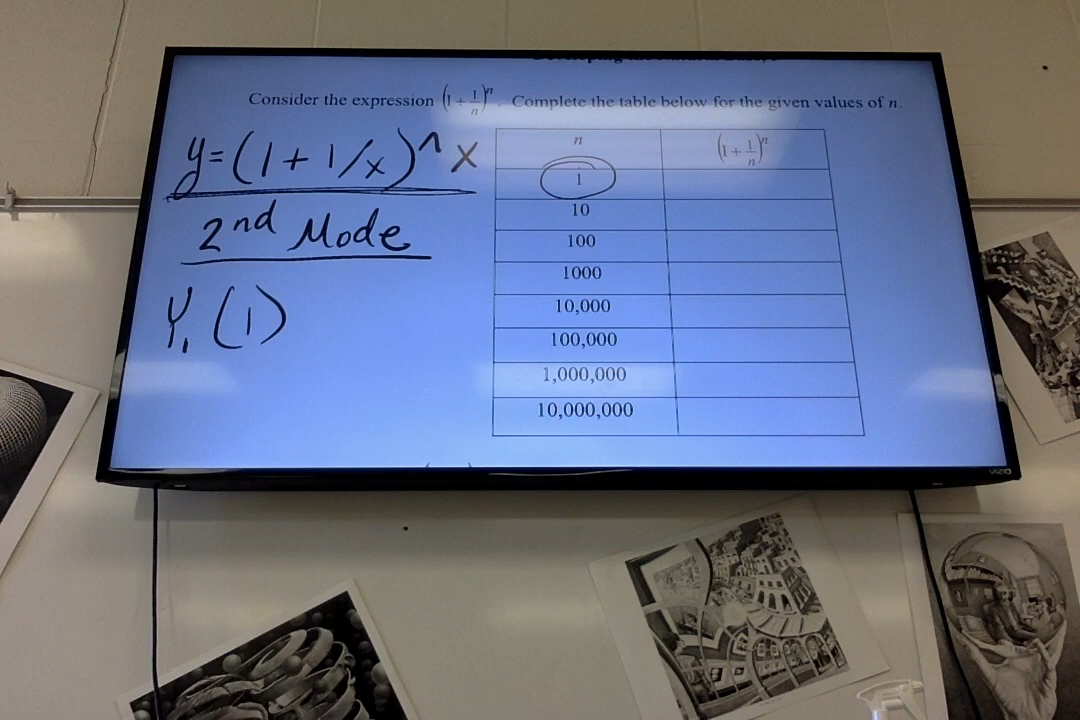 Consider the expression (1 + 1/n)^n. Complete the table below for the given values of n.
y=(1+1/x)^x
2nd Mode
Y₁(1)
n (1 + 1/n)^n
1
10
100
1000
10,000
100,000
1,000,000
10,000,000
VIZIO